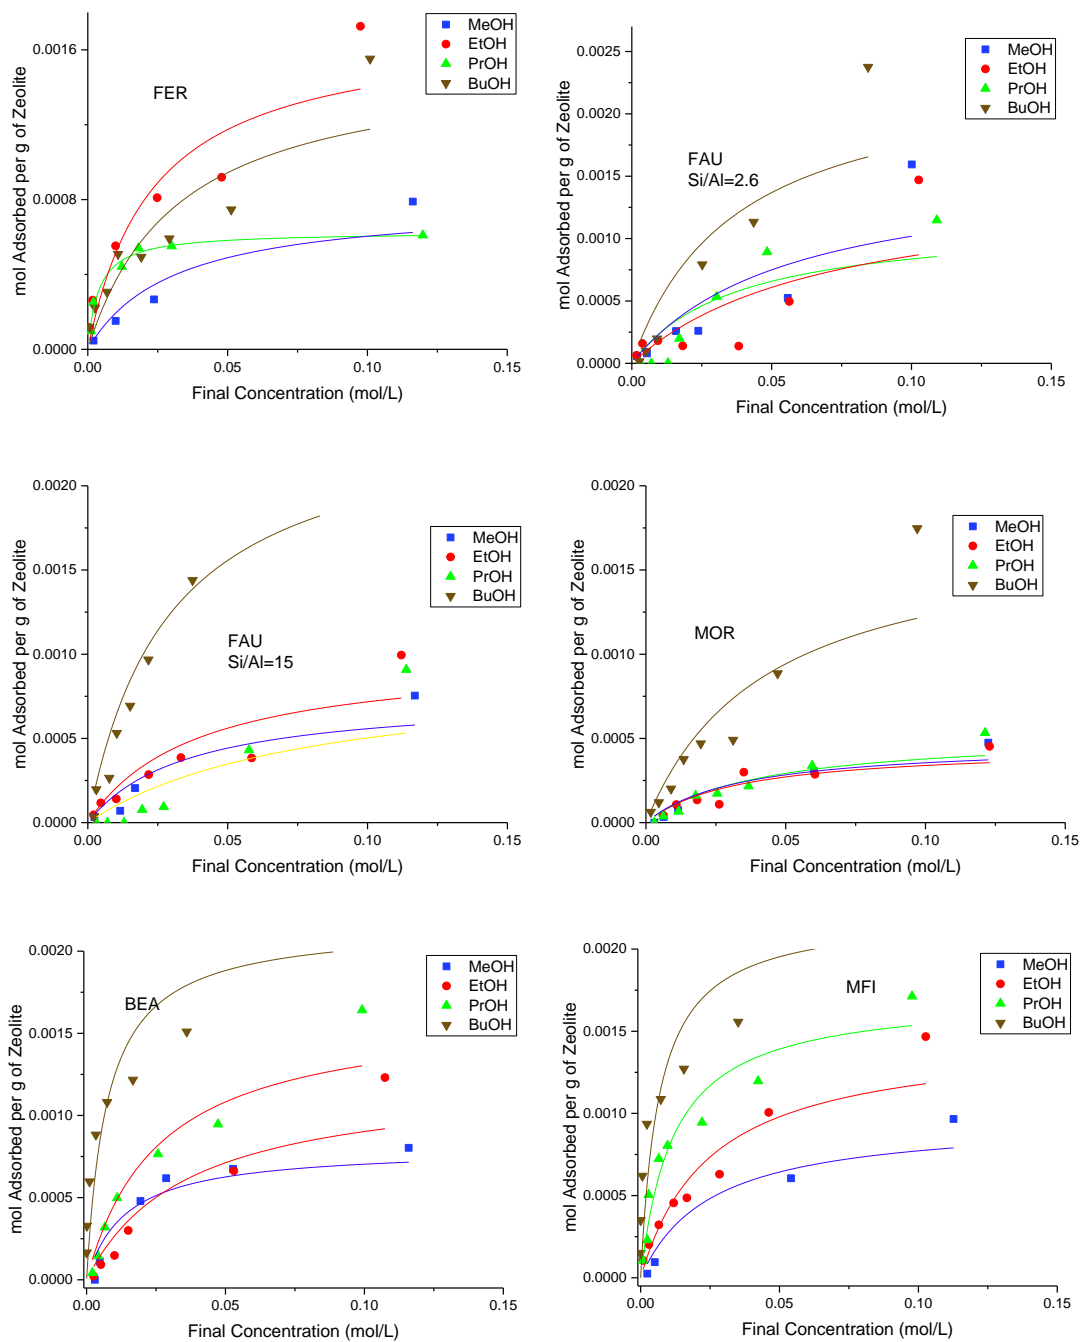 MeOH
EtOH
PrOH
BuOH
FER
mol Adsorbed per g of Zeolite
0.0016
0.0008
0.0000
0.00
0.05
0.10
0.15
Final Concentration (mol/L)
MeOH
EtOH
PrOH
BuOH
FAU
Si/Al=2.6
mol Adsorbed per g of Zeolite
0.0025
0.0020
0.0015
0.0010
0.0005
0.0000
0.00
0.05
0.10
0.15
Final Concentration (mol/L)
MeOH
EtOH
PrOH
BuOH
FAU
Si/Al=15
mol Adsorbed per g of Zeolite
0.0020
0.0015
0.0010
0.0005
0.0000
0.00
0.05
0.10
0.15
Final Concentration (mol/L)
MeOH
EtOH
PrOH
BuOH
MOR
mol Adsorbed per g of Zeolite
0.0020
0.0015
0.0010
0.0005
0.0000
0.00
0.05
0.10
0.15
Final Concentration (mol/L)
MeOH
EtOH
PrOH
BuOH
BEA
mol Adsorbed per g of Zeolite
0.0020
0.0015
0.0010
0.0005
0.0000
0.00
0.05
0.10
0.15
Final Concentration (mol/L)
MeOH
EtOH
PrOH
BuOH
MFI
mol Adsorbed per g of Zeolite
0.0020
0.0015
0.0010
0.0005
0.0000
0.00
0.05
0.10
0.15
Final Concentration (mol/L)